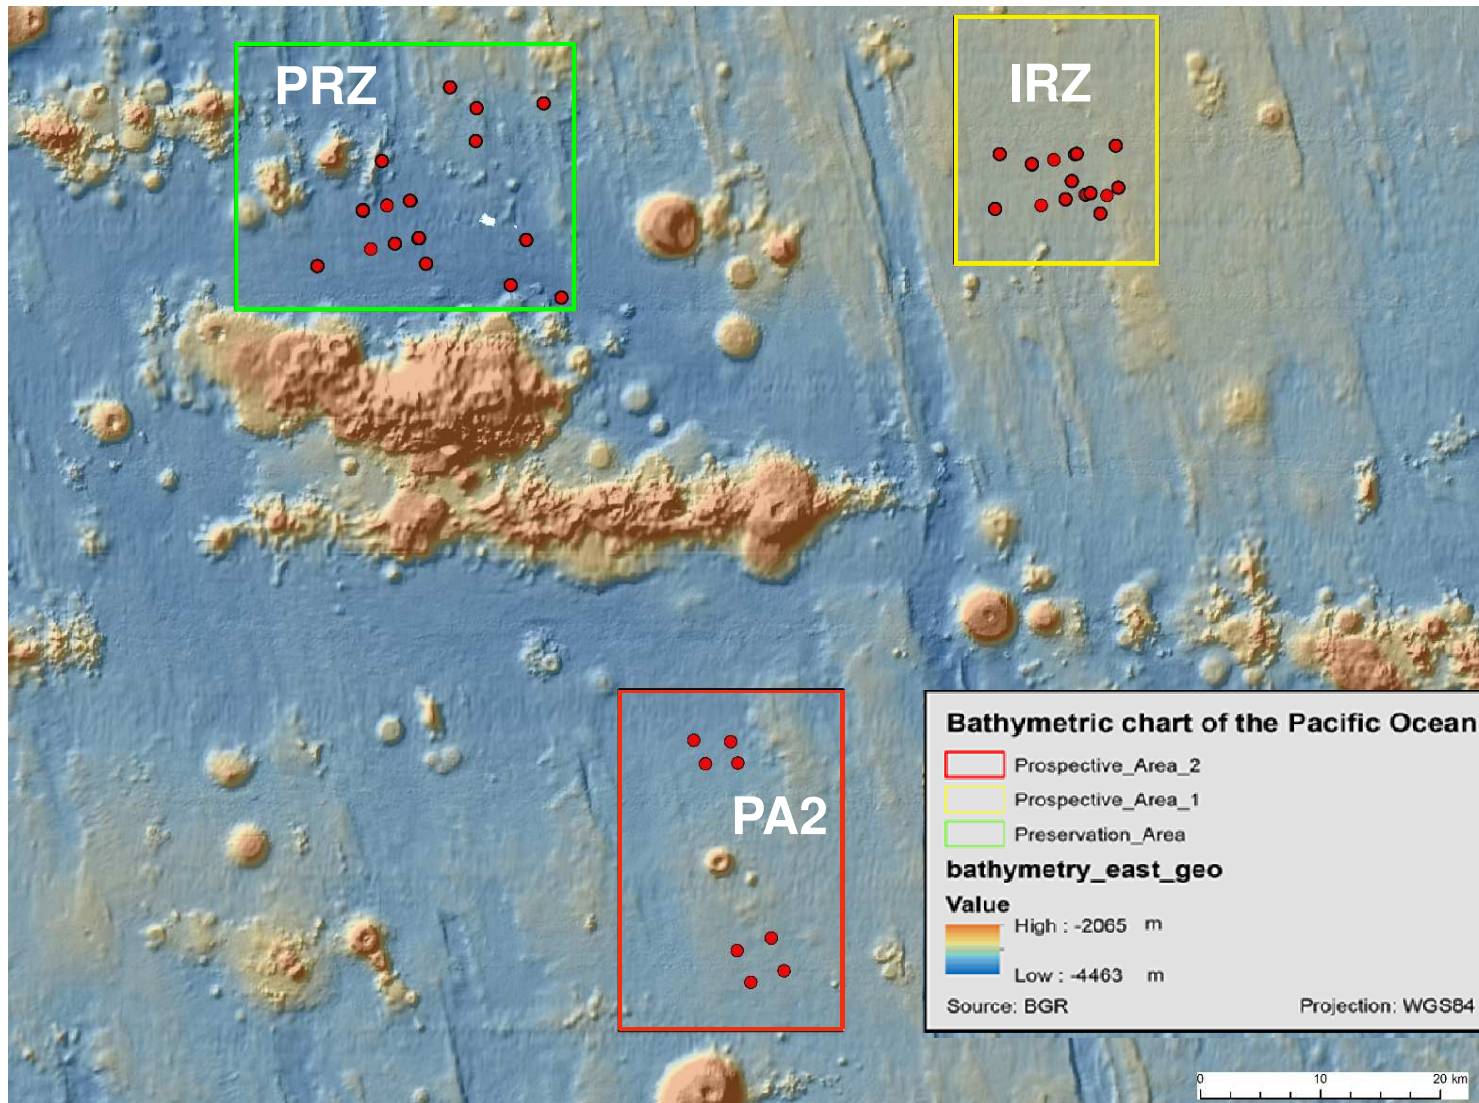 PRZ
IRZ
PA2
Bathymetric chart of the Pacific Ocean
Prospective_Area_2
Prospective_Area_1
Preservation_Area
bathymetry_east_geo
Value
High : -2065 m
Low : -4463 m
Source: BGR Projection: WGS84
0 10 20 km